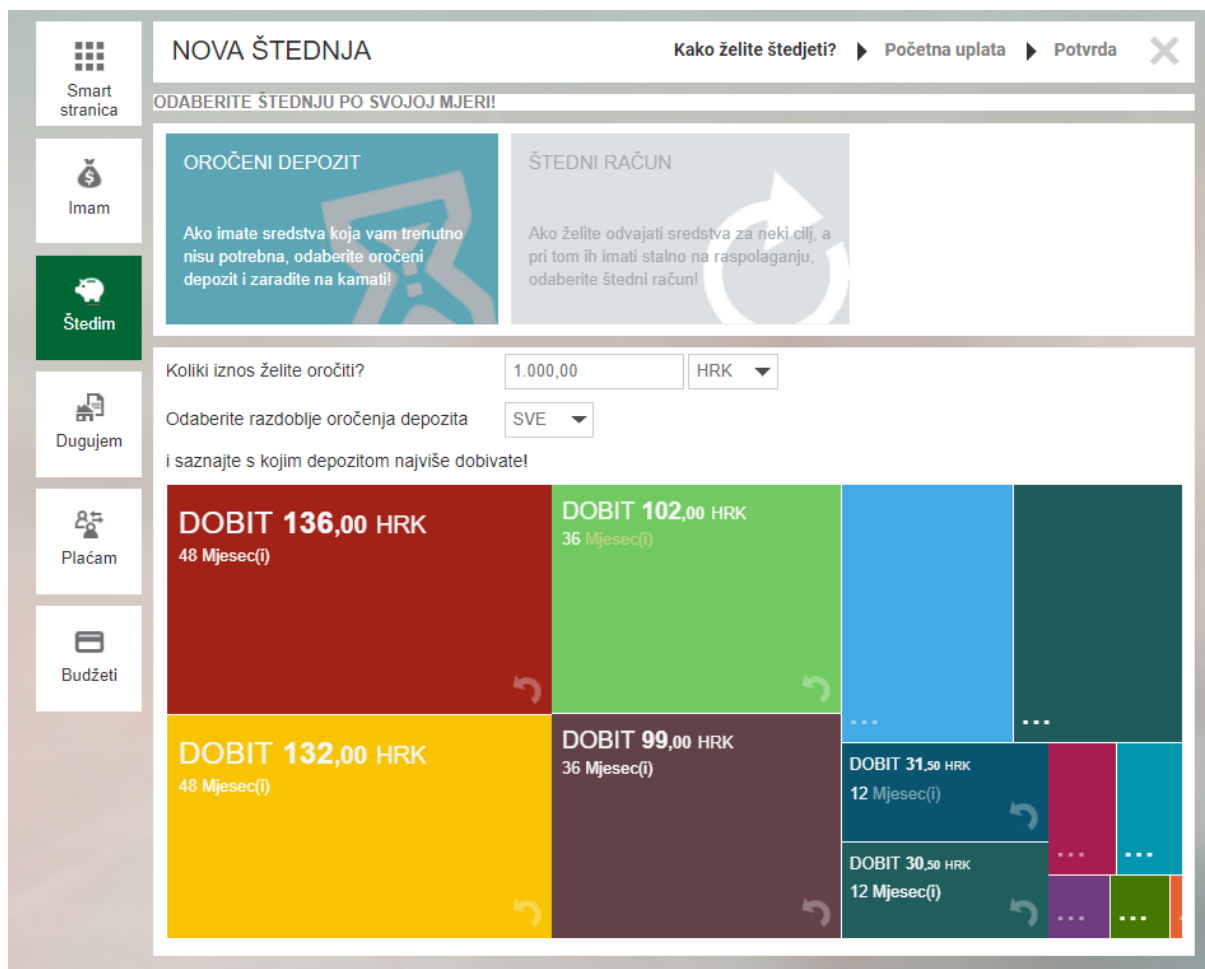 Smart
stranica
Imam
Štedim
Dugujem
Plaćam
Budžeti
NOVA ŠTEDNJA
Kako želite štedjeti? Početna uplata Potvrda
ODABERITE ŠTEDNJU PO SVOJOJ MJERI!
OROČENI DEPOZIT
Ako imate sredstva koja vam trenutno
nisu potrebna, odaberite oročeni
depozit i zaradite na kamati!
ŠTEDNI RAČUN
Ako želite odvajati sredstva za neki cilj, a
pri tom ih imati stalno na raspolaganju,
odaberite štedni račun!
Koliki iznos želite oročiti? 1.000,00 HRK
Odaberite razdoblje oročenja depozita SVE
i saznajte s kojim depozitom najviše dobivate!
DOBIT 136,00 HRK
48 Mjesec(i)
DOBIT 102,00 HRK
36 Mjesec(i)
...
...
DOBIT 132,00 HRK
48 Mjesec(i)
DOBIT 99,00 HRK
36 Mjesec(i)
DOBIT 31,50 HRK
12 Mjesec(i)
DOBIT 30,50 HRK
12 Mjesec(i)
...
...
...
...